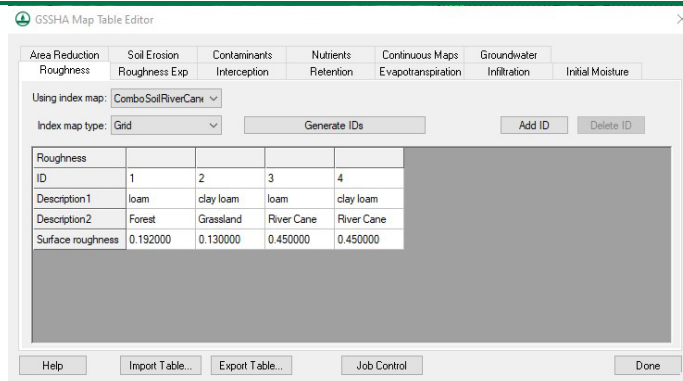 GSSHA Map Table Editor
Area Reduction Soil Erosion Contaminants Nutrients Continuous Maps Groundwater
Roughness Roughness Exp Interception Retention Evapotranspiration Infiltration Initial Moisture
Using index map: ComboSoilRiverCane
Index map type: Grid Generate IDs Add ID Delete ID
Roughness
ID 1 2 3 4
Description1 loam clay loam loam clay loam
Description2 Forest Grassland River Cane River Cane
Surface roughness 0.192000 0.130000 0.450000 0.450000
Help Import Table... Export Table... Job Control Done